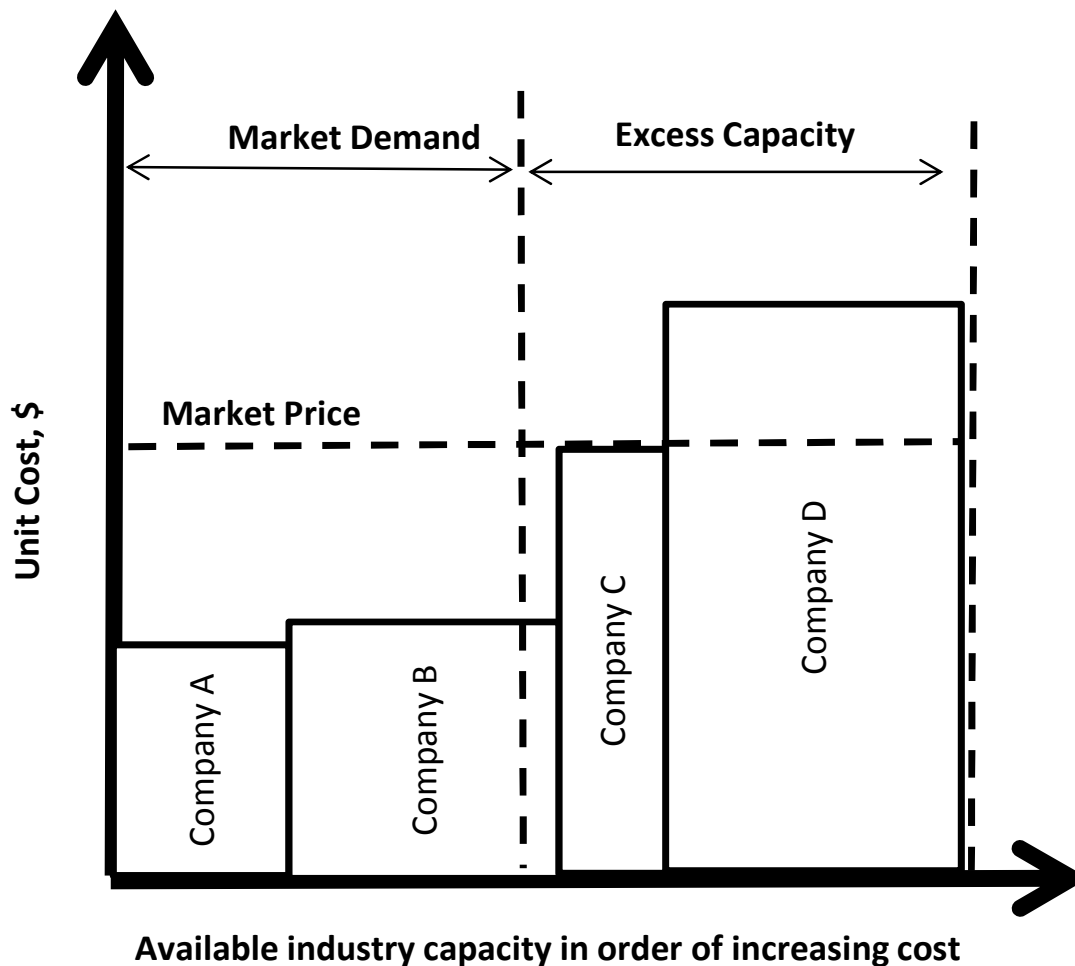 Market Demand
Excess Capacity
Market Price
Unit Cost, $
Company A
Company B
Company C
Company D
Available industry capacity in order of increasing cost